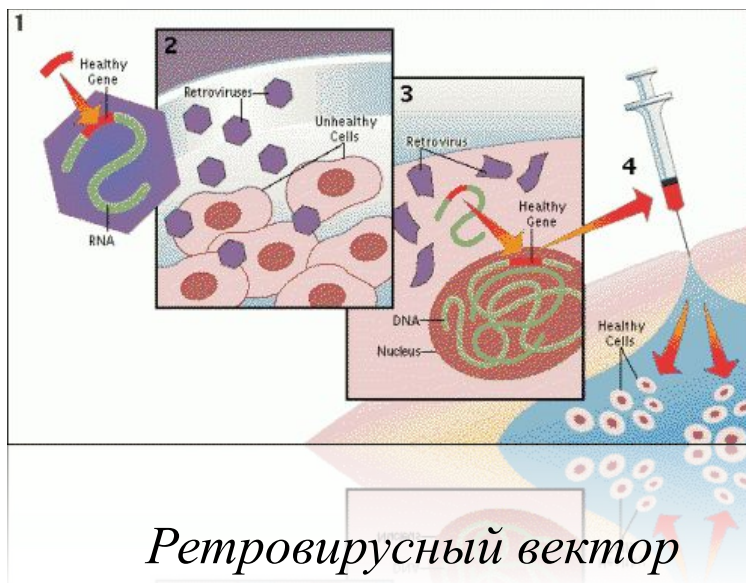 1
Healthy
Gene
RNA
2
Retroviruses
Unhealthy
Cells
3
Retrovirus
Healthy
Gene
DNA
Nucleus
4
Healthy
Cells
Ретровирусный вектор